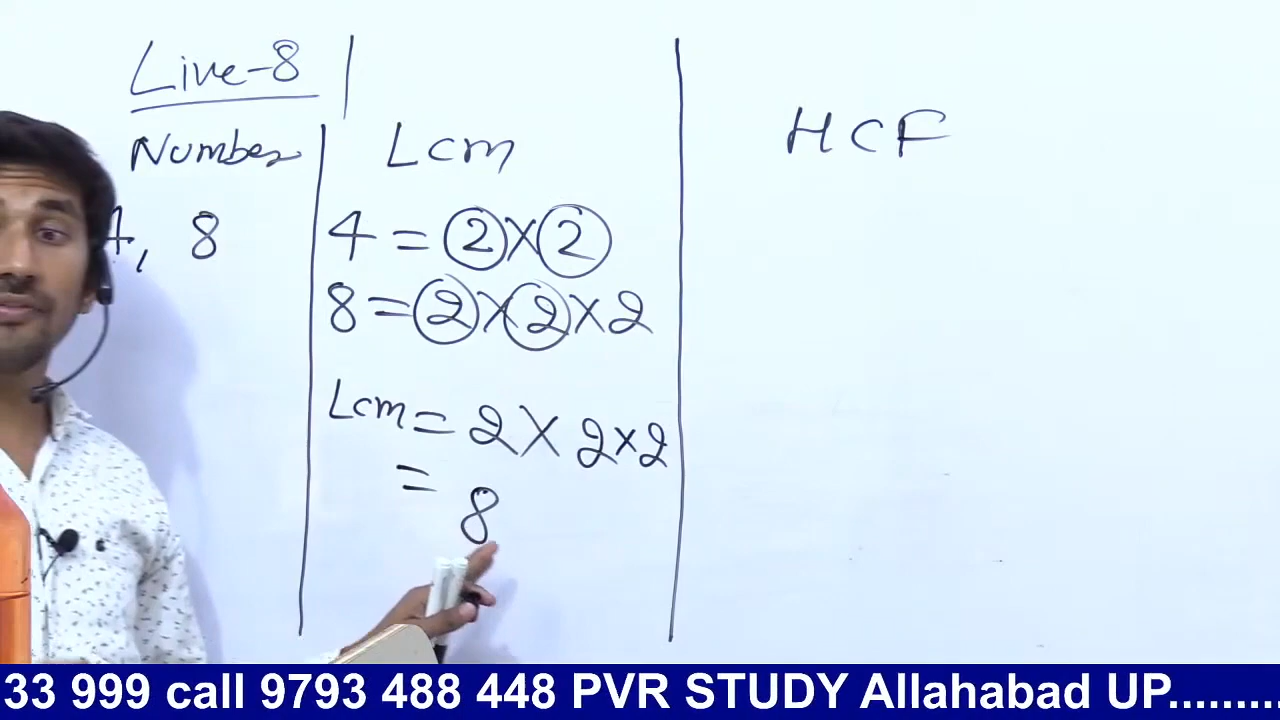 Live-8
Number
4, 8
Lcm
4 = 2 × 2
8 = 2 × 2 × 2
Lcm = 2 × 2 × 2
= 8
HCF
33 999 call 9793 488 448 PVR STUDY Allahabad UP.........